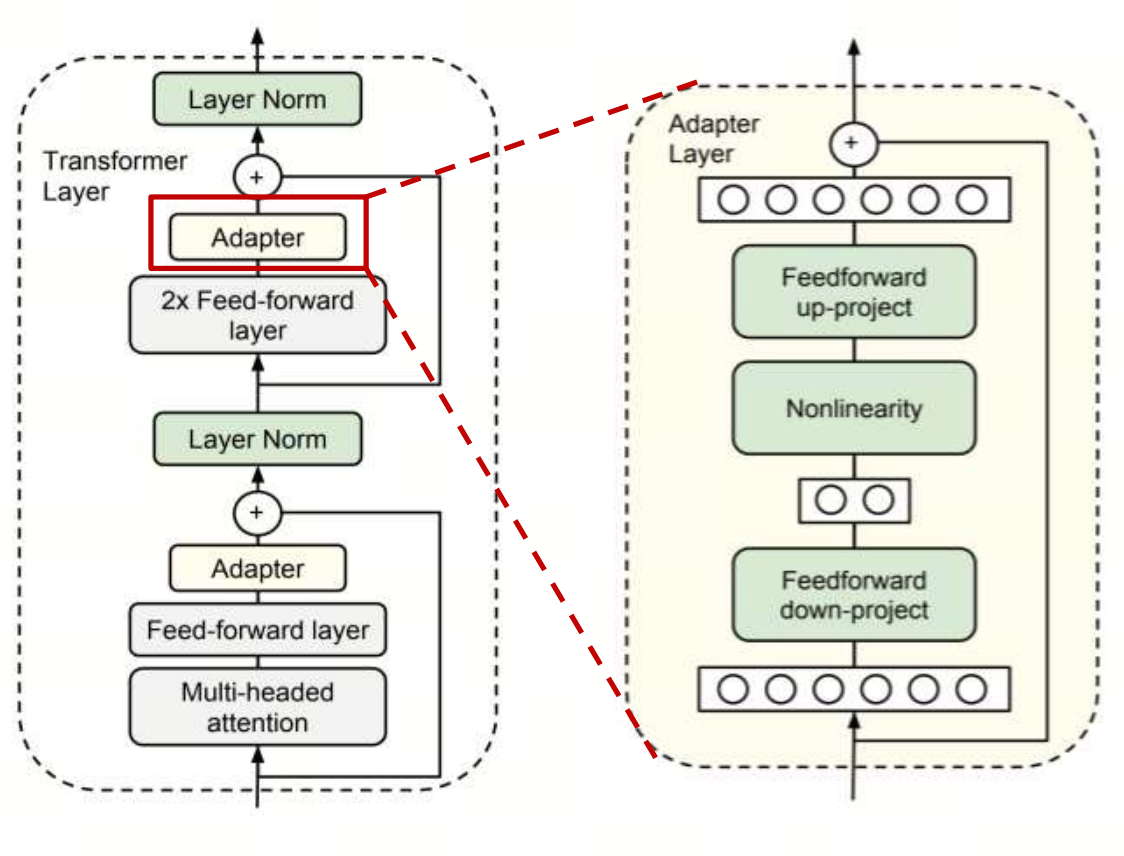 Layer Norm
Transformer
Layer
+
Adapter
2x Feed-forward
layer
Layer Norm
+
Adapter
Feed-forward layer
Multi-headed
attention
Adapter
Layer
+
Feedforward
up-project
Nonlinearity
Feedforward
down-project